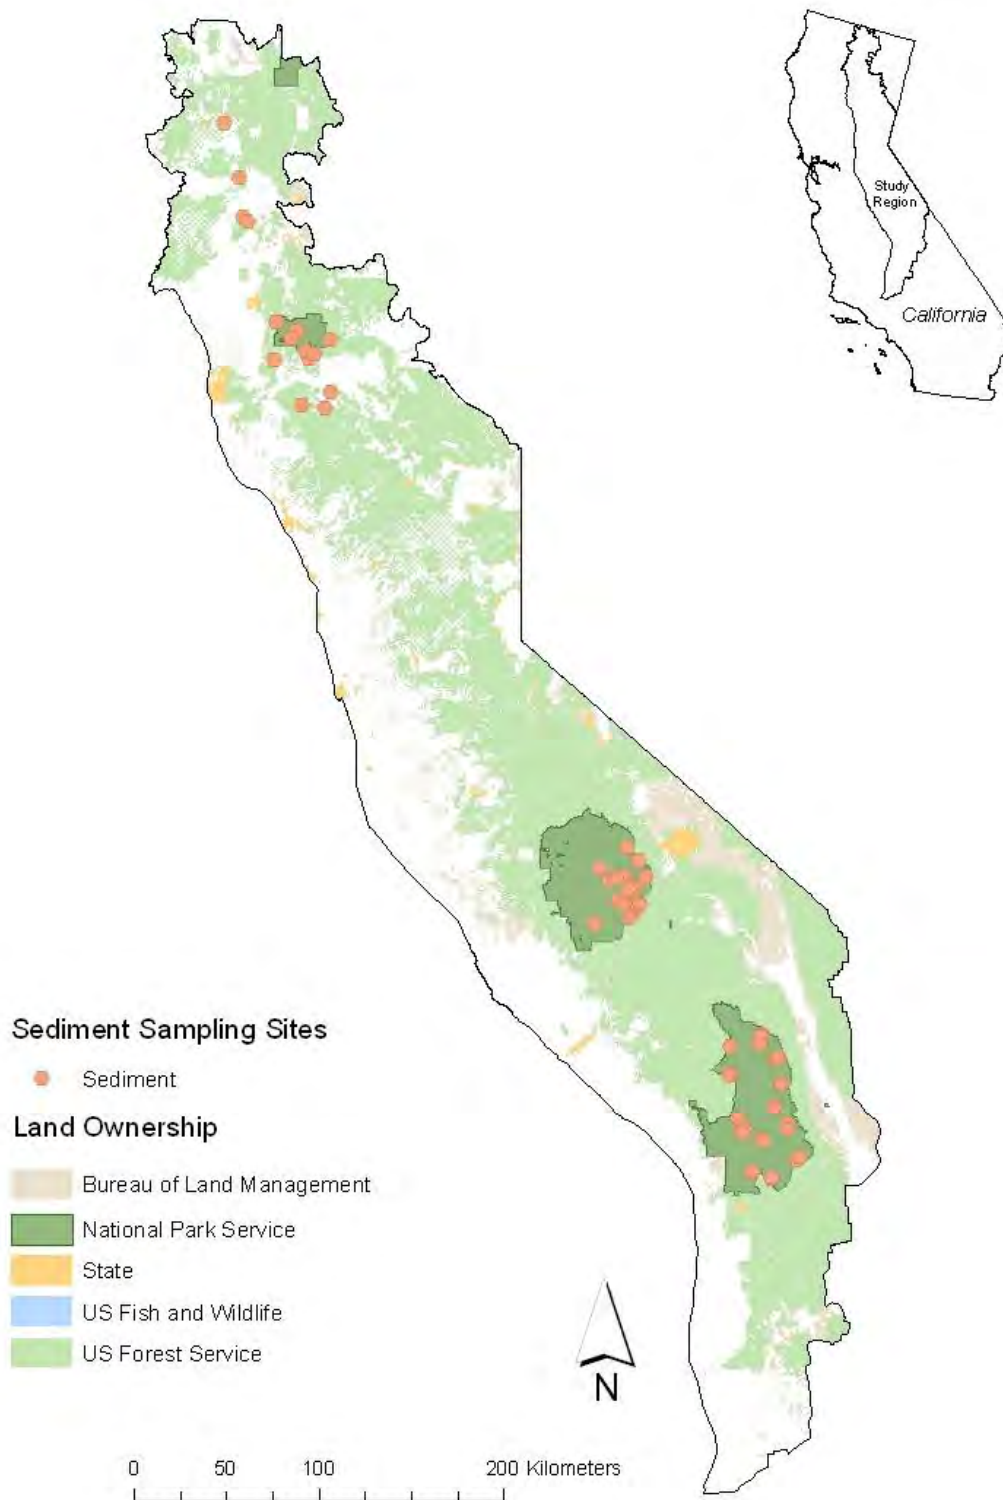 Study
Region
California
Sediment Sampling Sites
Sediment
Land Ownership
Bureau of Land Management
National Park Service
State
US Fish and Wildlife
US Forest Service
N
0 50 100 200 Kilometers